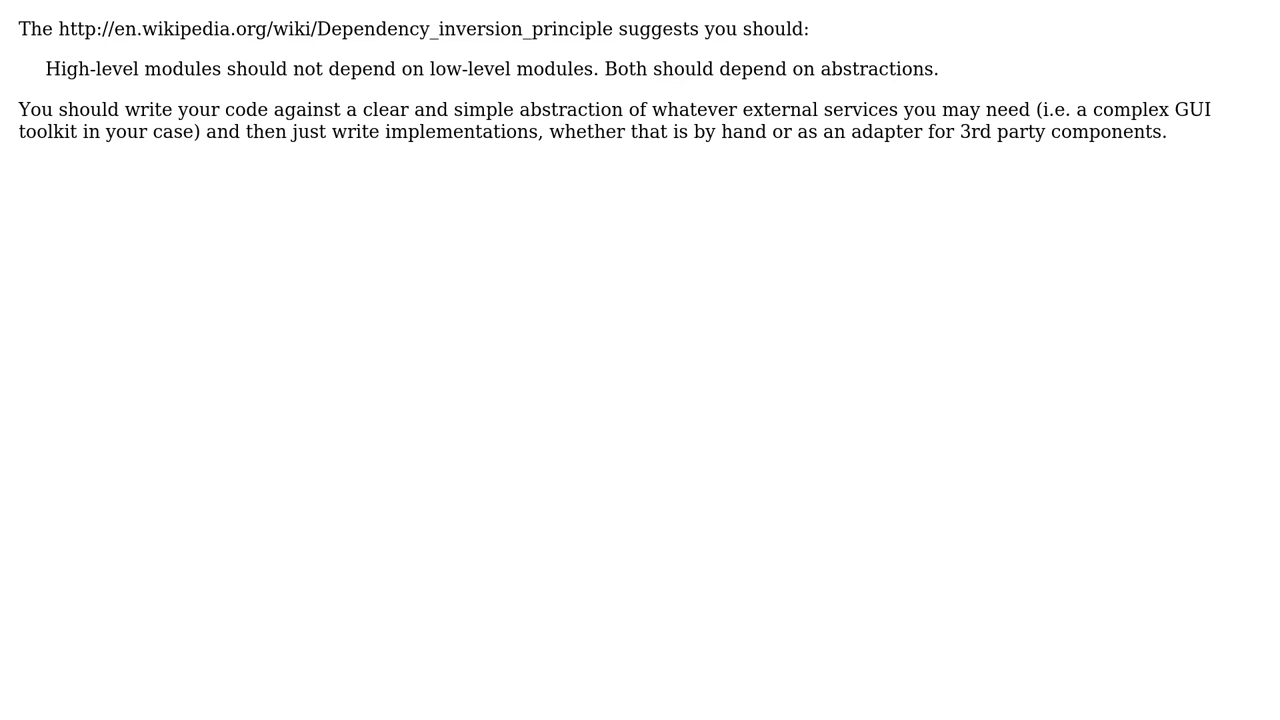 The http://en.wikipedia.org/wiki/Dependency_inversion_principle suggests you should:
High-level modules should not depend on low-level modules. Both should depend on abstractions.
You should write your code against a clear and simple abstraction of whatever external services you may need (i.e. a complex GUI
toolkit in your case) and then just write implementations, whether that is by hand or as an adapter for 3rd party components.